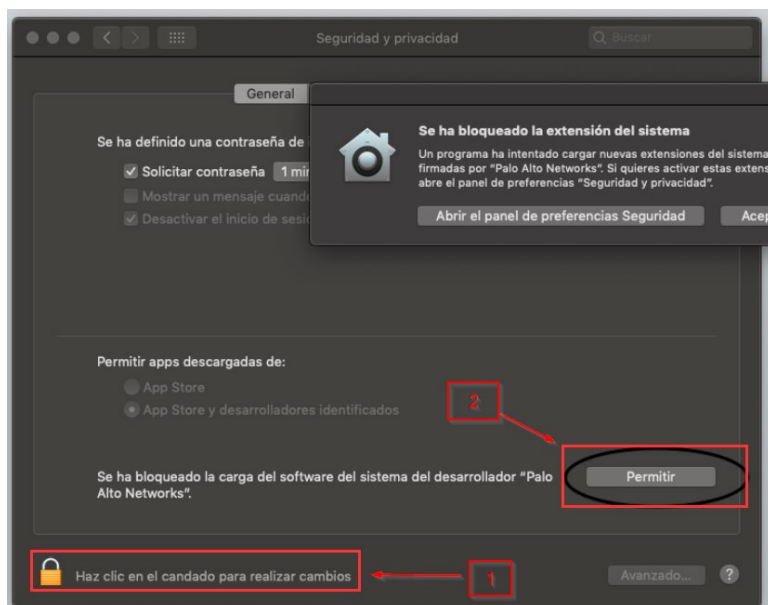 Seguridad y privacidad
Buscar
General
Se ha bloqueado la extensión del sistema
Un programa ha intentado cargar nuevas extensiones del sistema
firmadas por "Palo Alto Networks". Si quieres activar estas extens
abre el panel de preferencias "Seguridad y privacidad".
Abrir el panel de preferencias Seguridad
Acep
Se ha definido una contraseña de i
Solicitar contraseña
1 mir
Mostrar un mensaje cuando
Desactivar el inicio de sesió
Permitir apps descargadas de:
App Store
App Store y desarrolladores identificados
2
Se ha bloqueado la carga del software del sistema del desarrollador "Palo
Alto Networks".
Permitir
Haz clic en el candado para realizar cambios
1
Avanzado...
?